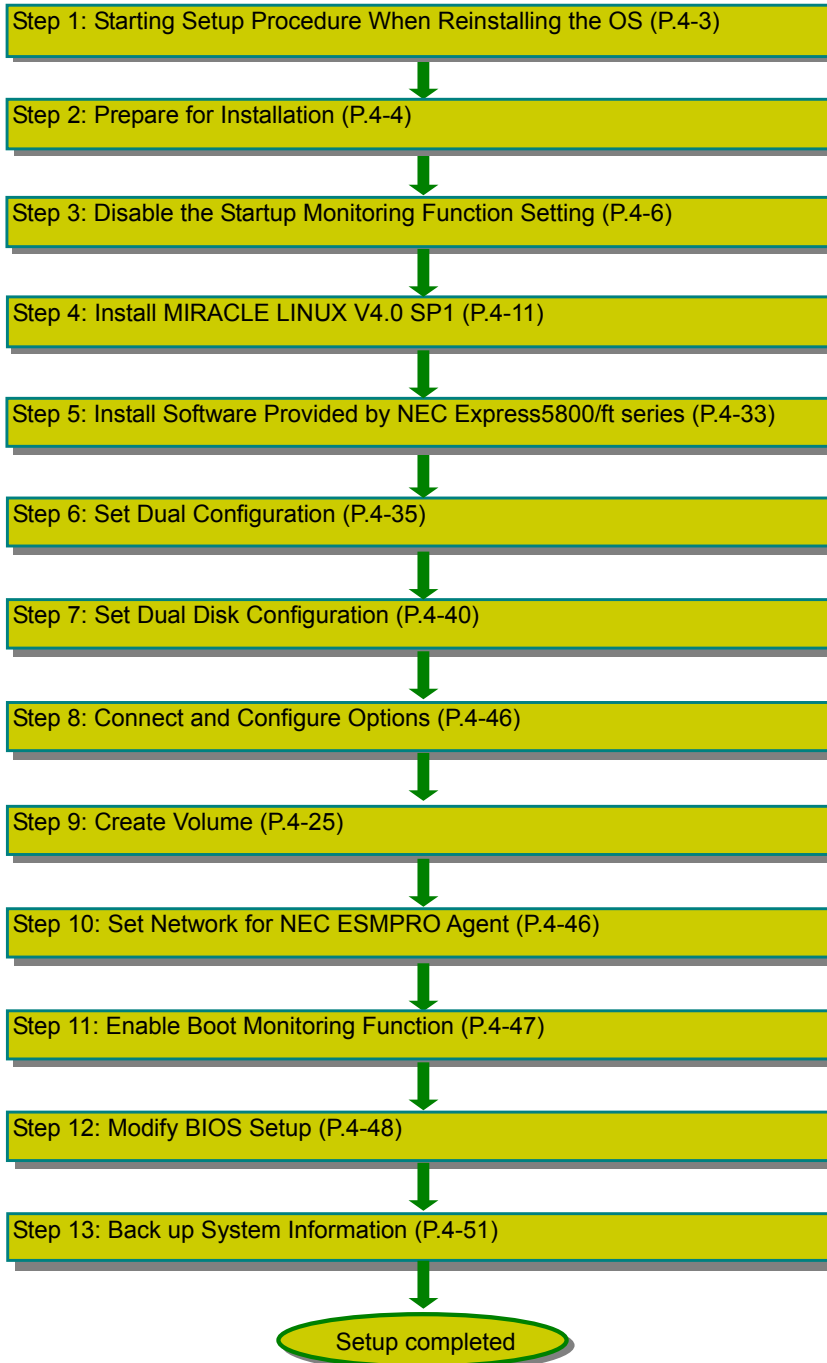 Step 1: Starting Setup Procedure When Reinstalling the OS (P.4-3)
Step 2: Prepare for Installation (P.4-4)
Step 3: Disable the Startup Monitoring Function Setting (P.4-6)
Step 4: Install MIRACLE LINUX V4.0 SP1 (P.4-11)
Step 5: Install Software Provided by NEC Express5800/ft series (P.4-33)
Step 6: Set Dual Configuration (P.4-35)
Step 7: Set Dual Disk Configuration (P.4-40)
Step 8: Connect and Configure Options (P.4-46)
Step 9: Create Volume (P.4-25)
Step 10: Set Network for NEC ESMPRO Agent (P.4-46)
Step 11: Enable Boot Monitoring Function (P.4-47)
Step 12: Modify BIOS Setup (P.4-48)
Step 13: Back up System Information (P.4-51)
Setup completed